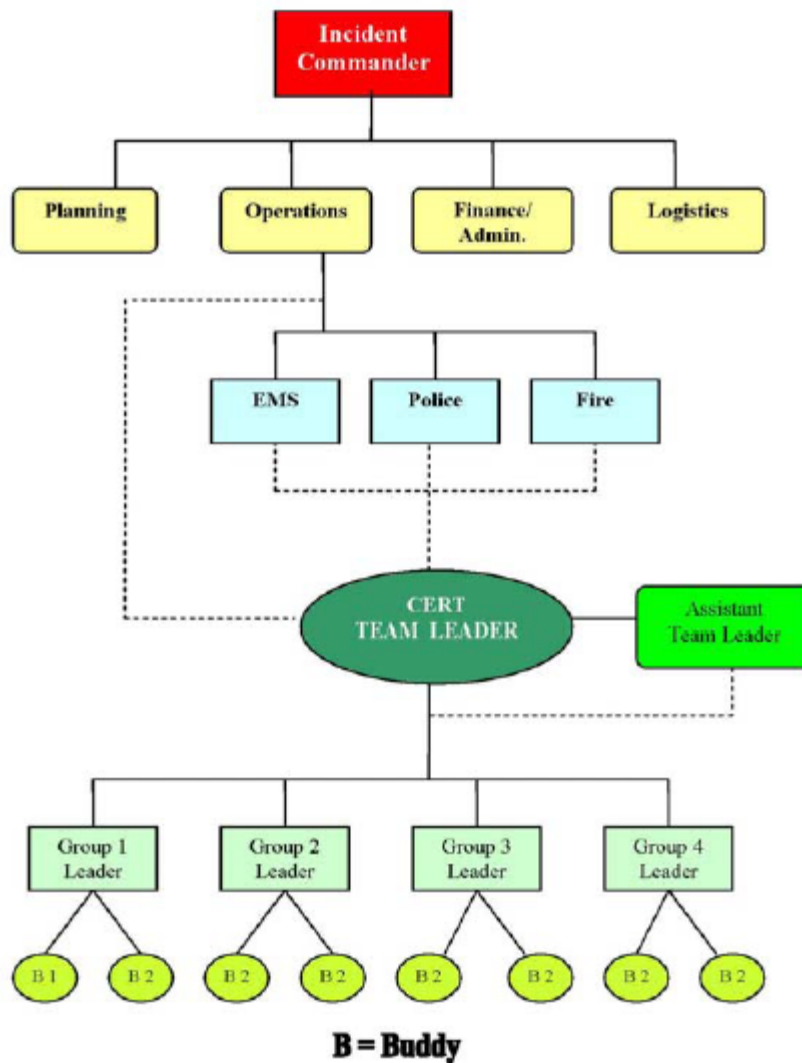 Incident
Commander
Planning
Operations
Finance/
Admin.
Logistics
EMS
Police
Fire
CERT
TEAM LEADER
Assistant
Team Leader
Group 1
Leader
Group 2
Leader
Group 3
Leader
Group 4
Leader
B 1
B 2
B 2
B 2
B 2
B 2
B 2
B 2
B = Buddy